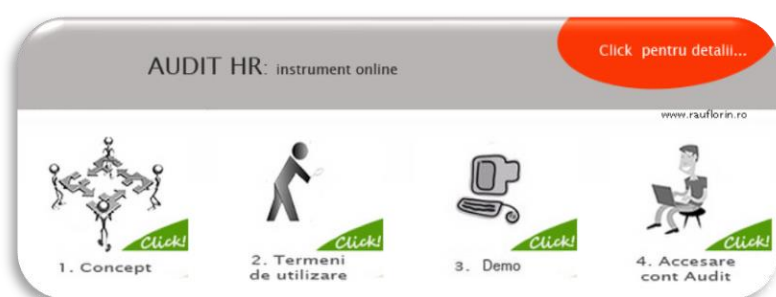 AUDIT HR: instrument online
Click pentru detalii...
www.rauflorin.ro
Click!
Click!
Click!
Click!
1. Concept
2. Termeni
de utilizare
3. Demo
4. Accesare
cont Audit